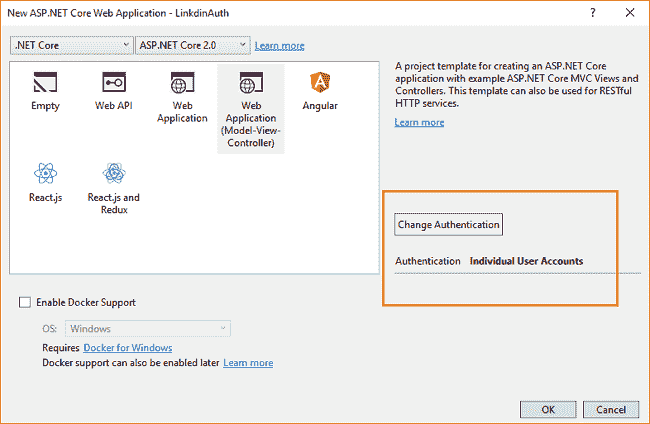 New ASP.NET Core Web Application - LinkdinAuth
?
.NET Core
ASP.NET Core 2.0
Learn more
Empty
Web API
Web
Application
Web
Application
(Model-View-
Controller)
Angular
React.js
React.js and
Redux
A project template for creating an ASP.NET Core
application with example ASP.NET Core MVC Views and
Controllers. This template can also be used for RESTful
HTTP services.
Learn more
Change Authentication
Authentication Individual User Accounts
Enable Docker Support
OS: Windows
Requires Docker for Windows
Docker support can also be enabled later Learn more
OK
Cancel